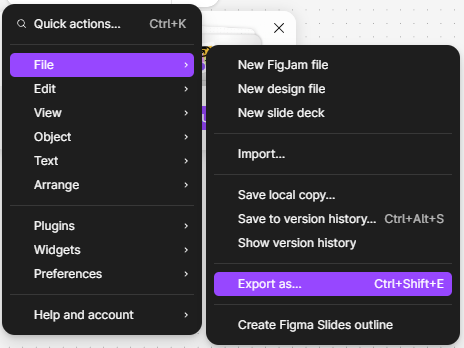 Quick actions... Ctrl+K
File
Edit
View
Object
Text
Arrange
Plugins
Widgets
Preferences
Help and account
New FigJam file
New design file
New slide deck
Import...
Save local copy...
Save to version history... Ctrl+Alt+S
Show version history
Export as... Ctrl+Shift+E
Create Figma Slides outline